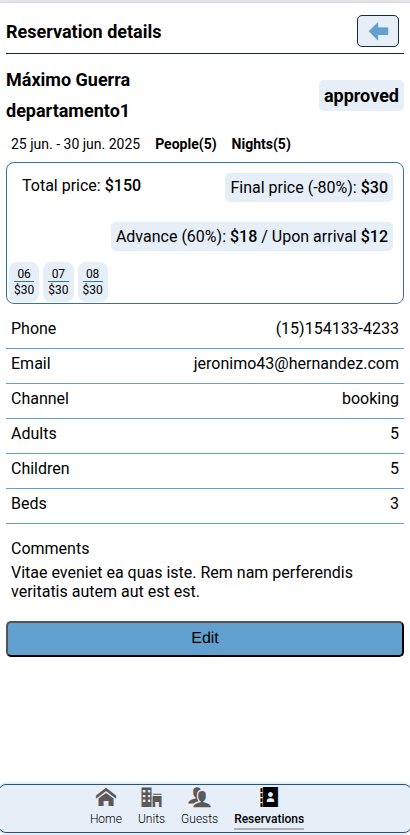 Reservation details
Máximo Guerra
departamento1
approved
25 jun. - 30 jun. 2025 People(5) Nights(5)
Total price: $150
Final price (-80%): $30
Advance (60%): $18 / Upon arrival $12
06 07 08
$30 $30 $30
Phone (15)154133-4233
Email jeronimo43@hernandez.com
Channel booking
Adults 5
Children 5
Beds 3
Comments
Vitae eveniet ea quas iste. Rem nam perferendis
veritatis autem aut est est.
Edit
Home Units Guests Reservations